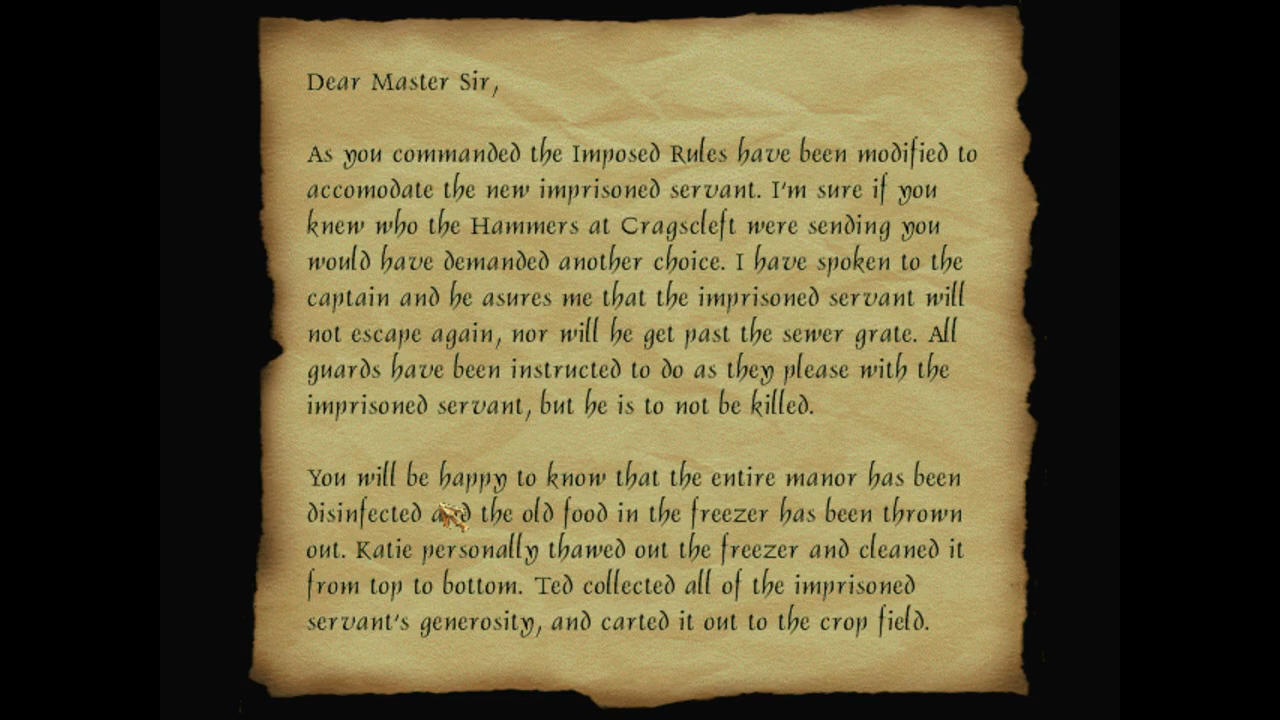 Dear Master Sir,
As you commanded the Imposed Rules have been modified to
accomodate the new imprisoned servant. I'm sure if you
knew who the Hammers at Cragscleft were sending you
would have demanded another choice. I have spoken to the
captain and he asures me that the imprisoned servant will
not escape again, nor will he get past the sewer grate. All
guards have been instructed to do as they please with the
imprisoned servant, but he is to not be killed.
You will be happy to know that the entire manor has been
disinfected and the old food in the freezer has been thrown
out. Katie personally thawed out the freezer and cleaned it
from top to bottom. Ted collected all of the imprisoned
servant's generosity, and carted it out to the crop field.